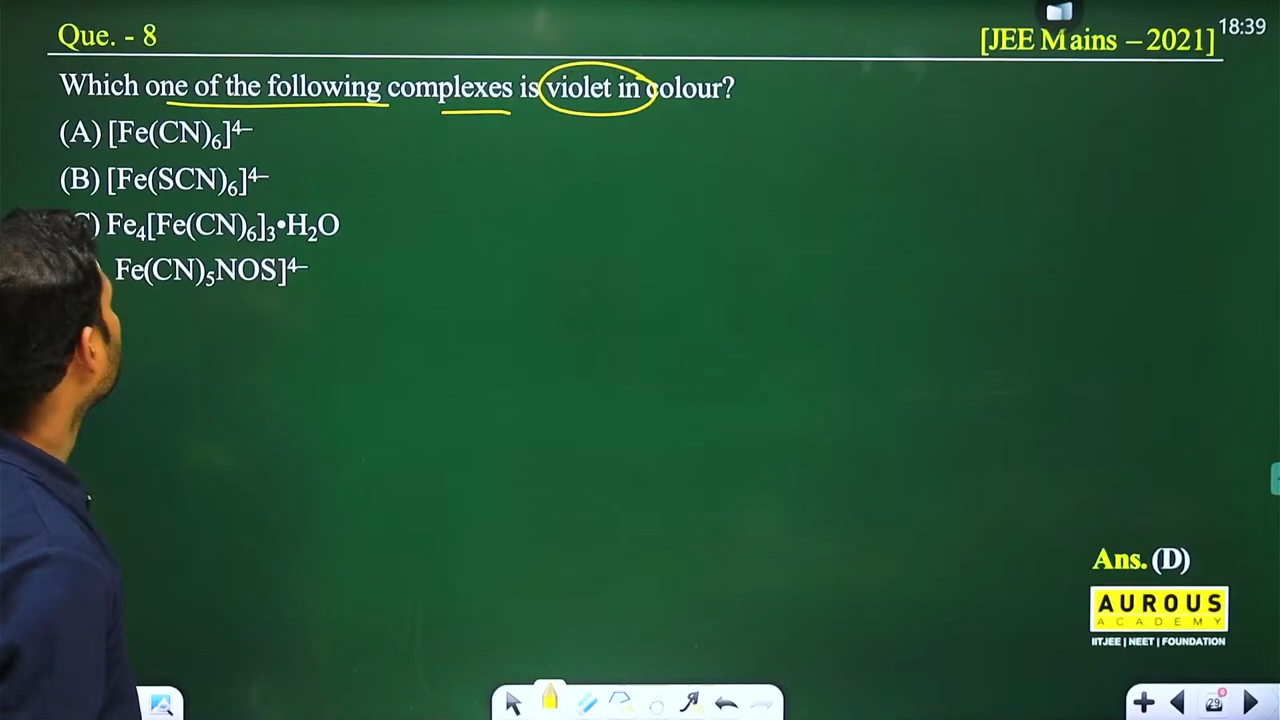 Que. - 8
[JEE Mains – 2021]
18:39
Which one of the following complexes is violet in colour?
(A) [Fe(CN)₆]⁴⁻
(B) [Fe(SCN)₆]⁴⁻
C) Fe₄[Fe(CN)₆]₃•H₂O
Fe(CN)₅NOS]⁴⁻
Ans. (D)
AUROUS
ACADEMY
IITJEE | NEET | FOUNDATION
29